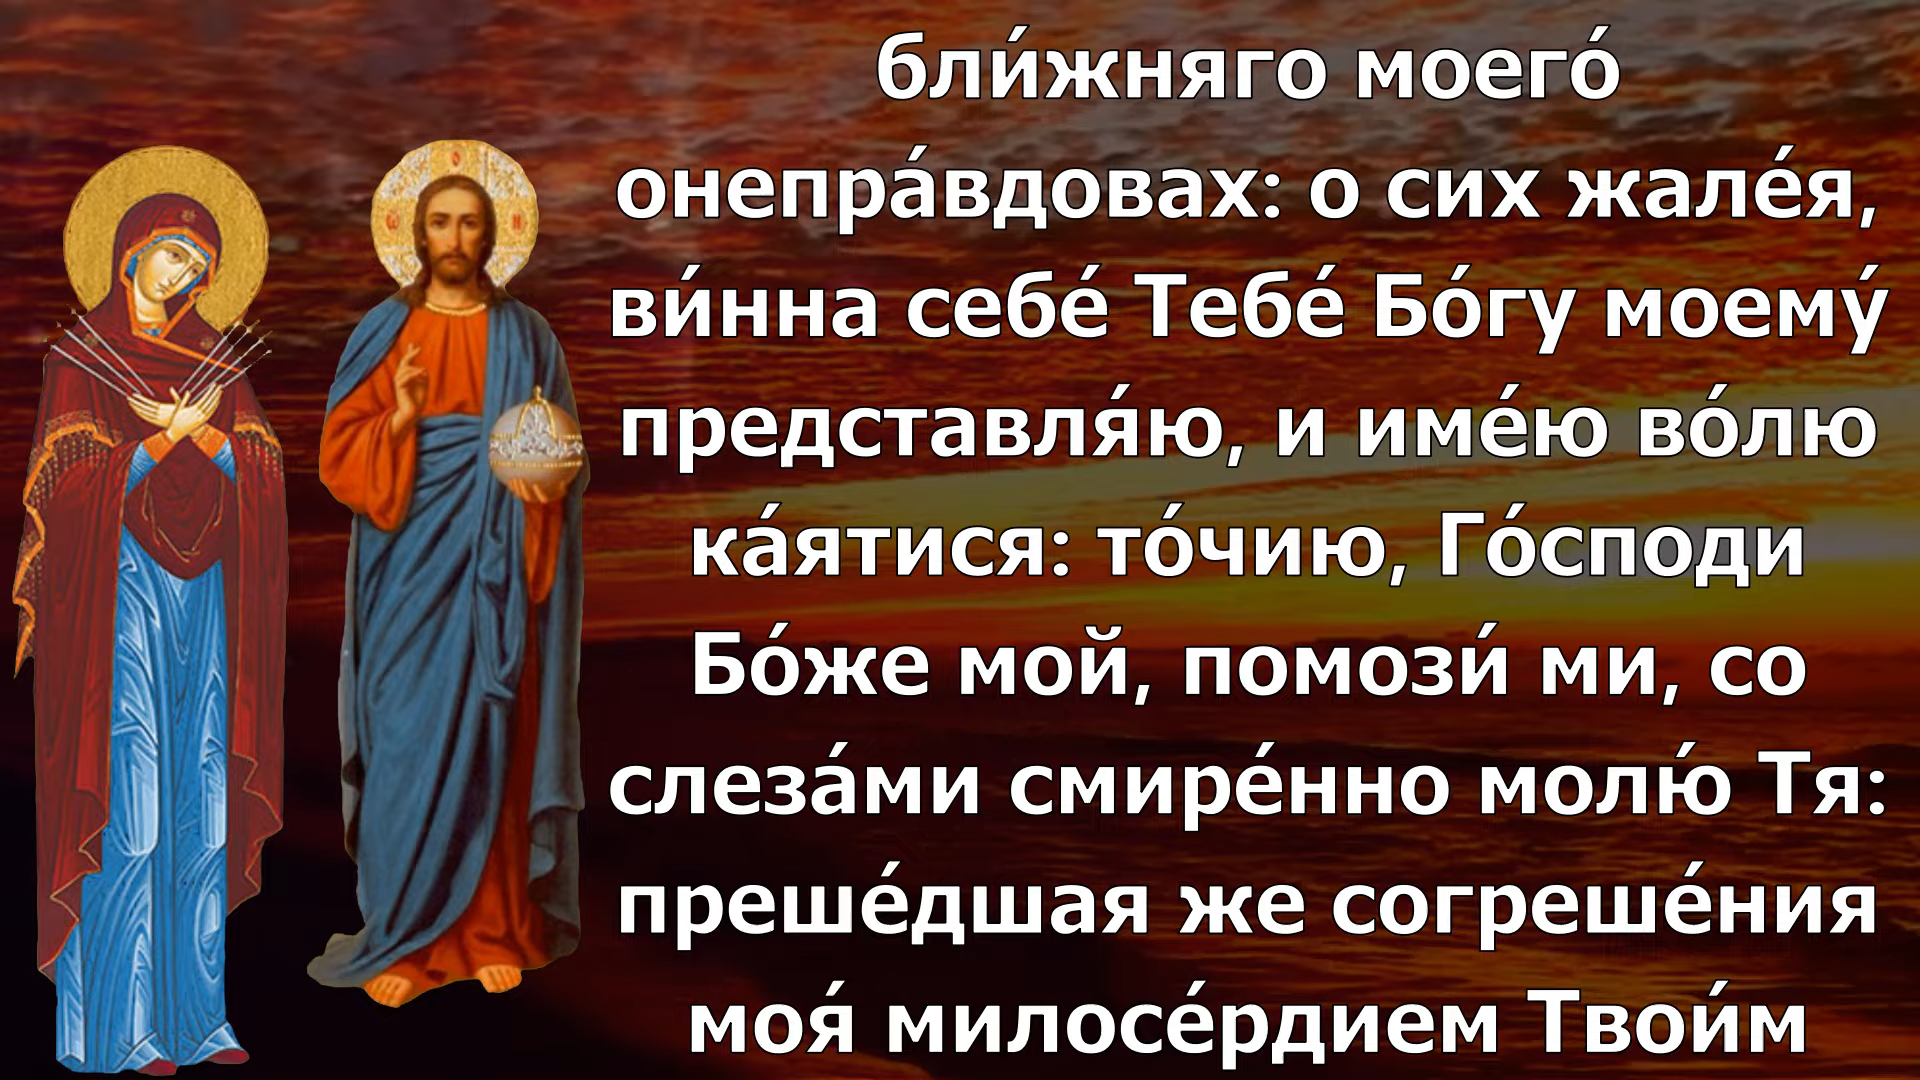 бли́жняго моего́
онепра́вдовах: о сих жале́я,
ви́нна себе́ Тебе́ Бо́гу моему́
представля́ю, и име́ю во́лю
ка́ятися: то́чию, Го́споди
Бо́же мой, помози́ ми, со
слеза́ми смире́нно молю́ Тя:
преше́дшая же согреше́ния
моя́ милосе́рдием Твои́м